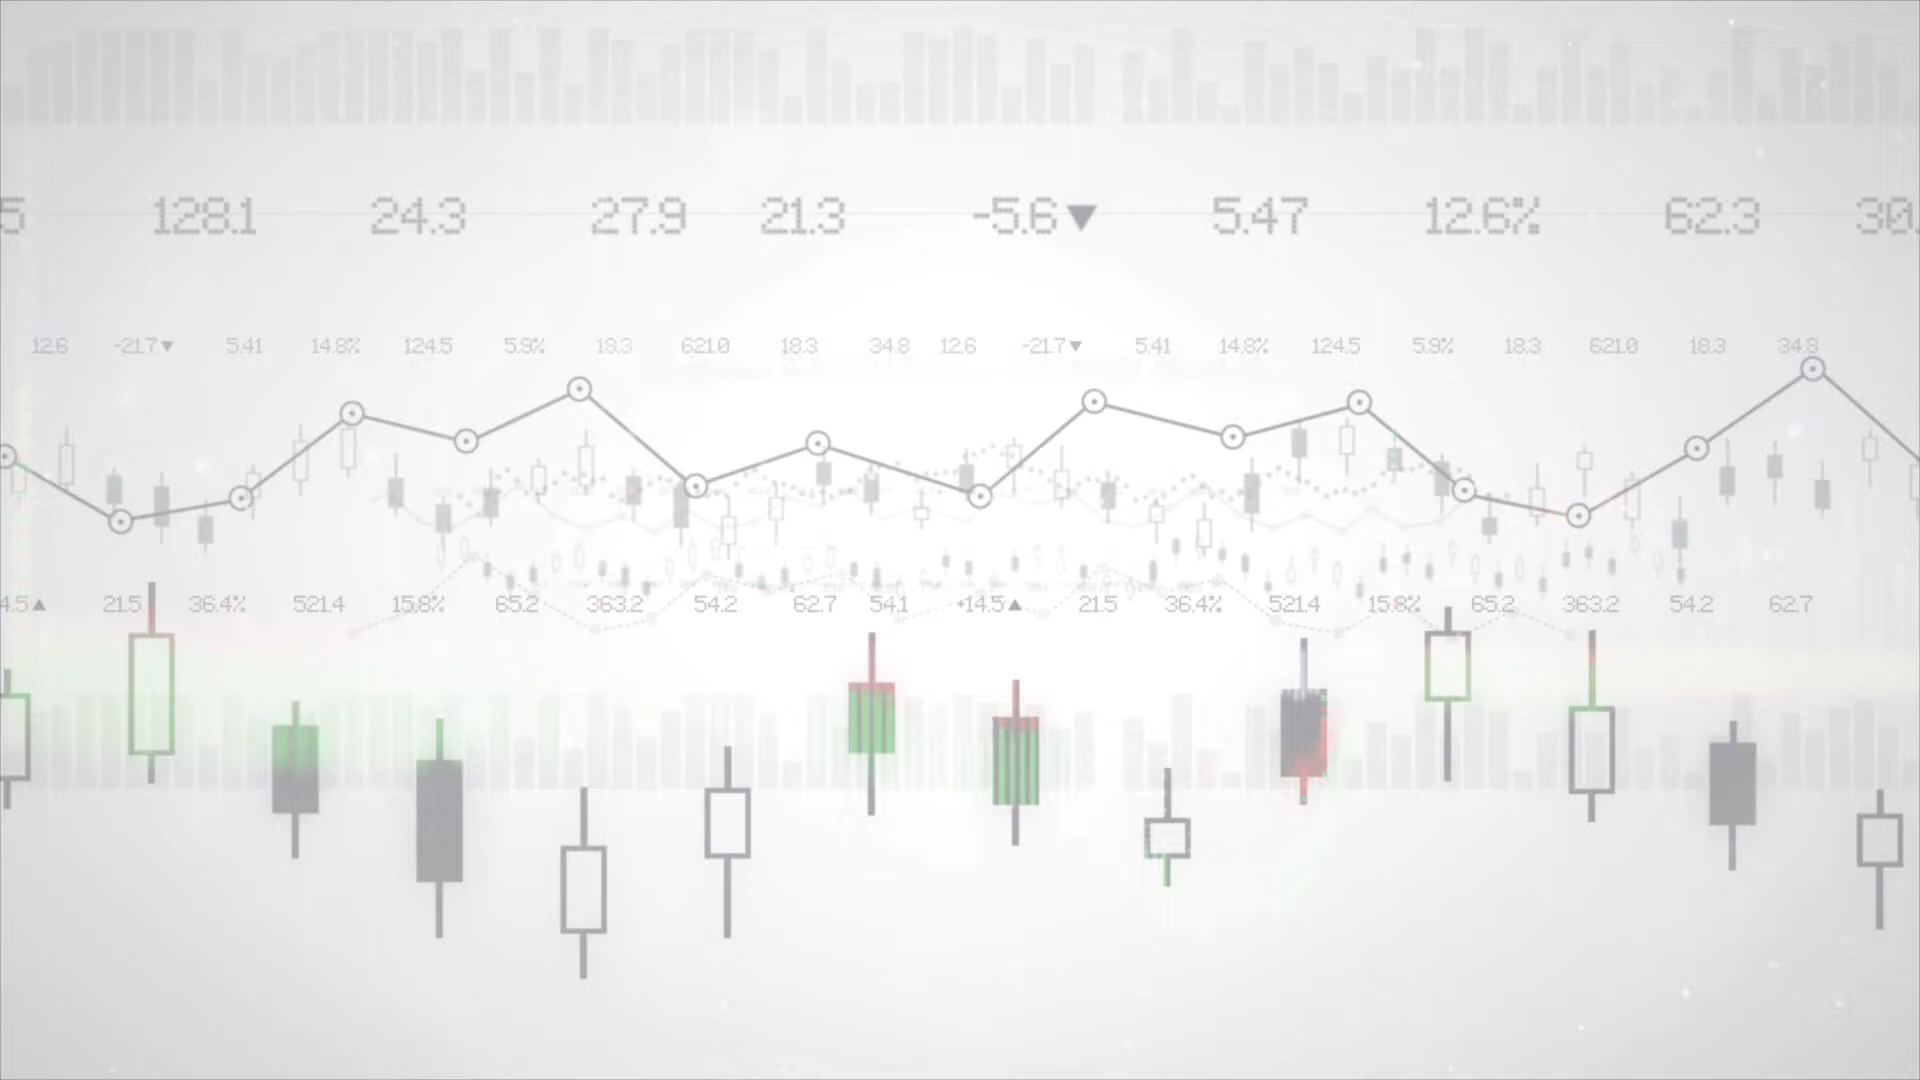 5 128.1 24.3 27.9 21.3 -5.6▼ 5.47 12.6% 62.3 30.
12.6 -21.7▼ 5.41 14.8% 124.5 5.9% 18.3 621.0 18.3 34.8 12.6 -21.7▼ 5.41 14.8% 124.5 5.9% 18.3 621.0 18.3 34.8
4.5▲ 21.5 36.4% 521.4 15.8% 65.2 363.2 54.2 62.7 54.1 +14.5▲ 21.5 36.4% 521.4 15.8% 65.2 363.2 54.2 62.7